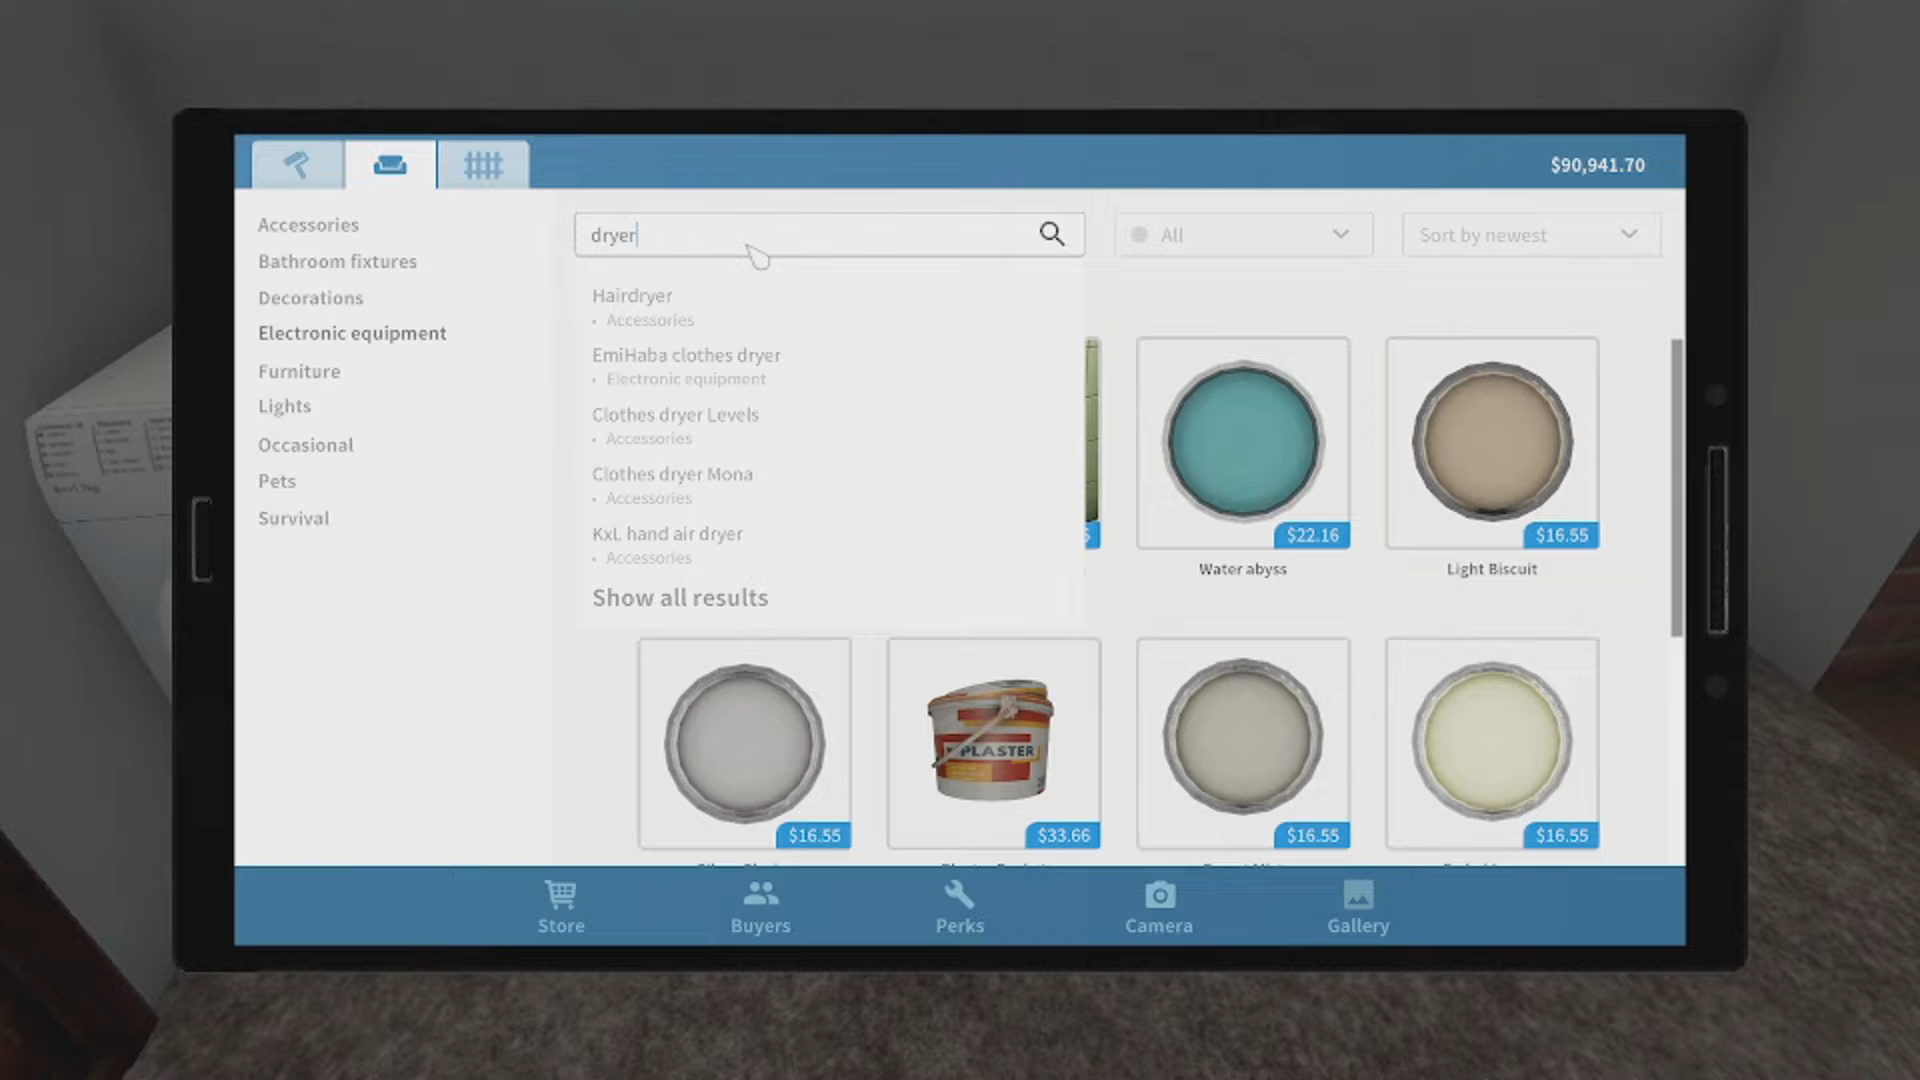 $90,941.70
Accessories
Bathroom fixtures
Decorations
Electronic equipment
Furniture
Lights
Occasional
Pets
Survival
dryer
All
Sort by newest
Hairdryer
• Accessories
EmiHaba clothes dryer
• Electronic equipment
Clothes dryer Levels
• Accessories
Clothes dryer Mona
• Accessories
KxL hand air dryer
• Accessories
Show all results
$22.16
$16.55
Water abyss
Light Biscuit
PLASTER
$16.55
$33.66
$16.55
$16.55
Store
Buyers
Perks
Camera
Gallery